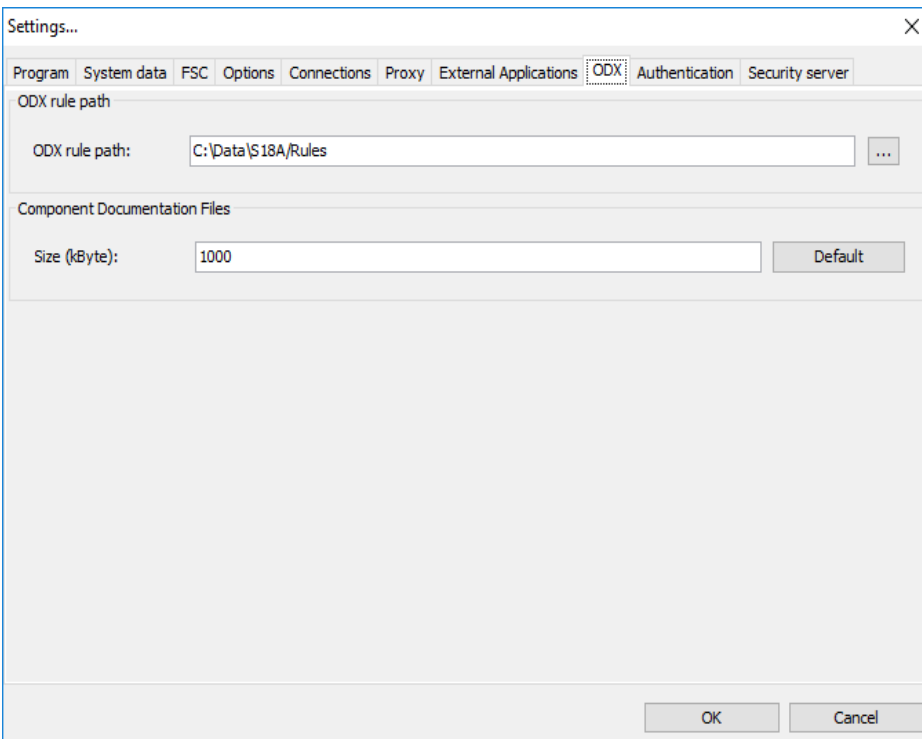 Settings...
Program System data FSC Options Connections Proxy External Applications ODX Authentication Security server
ODX rule path
ODX rule path: C:\Data\S18A/Rules ...
Component Documentation Files
Size (kByte): 1000 Default
OK Cancel